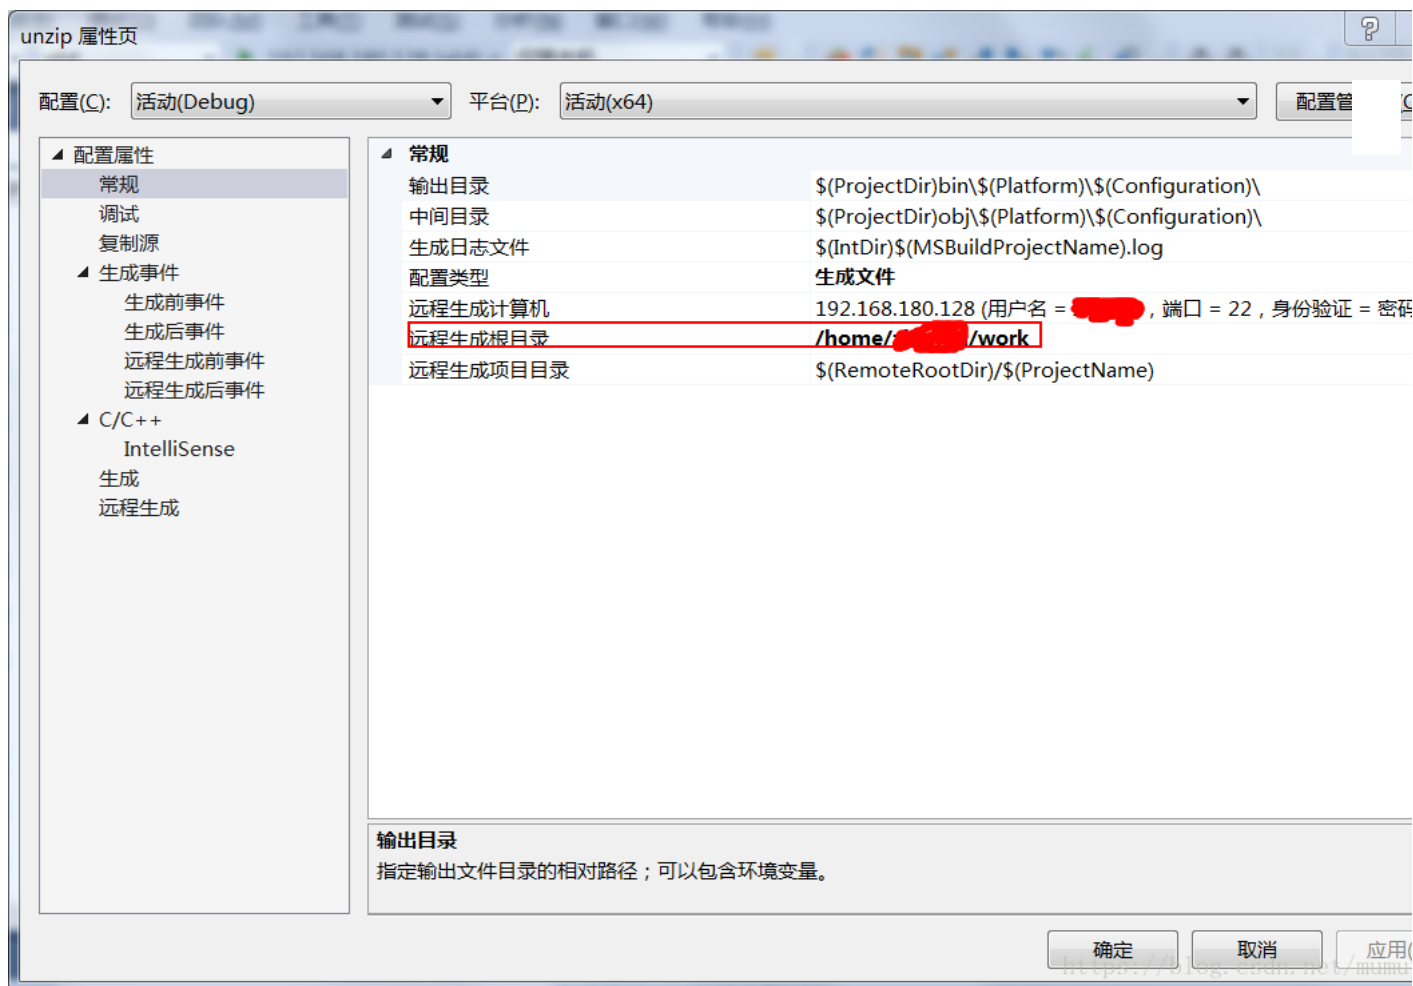 unzip 属性页
配置(C): 活动(Debug) 平台(P): 活动(x64) 配置管
配置属性
常规
调试
复制源
生成事件
生成前事件
生成后事件
远程生成前事件
远程生成后事件
C/C++
IntelliSense
生成
远程生成
常规
输出目录 $(ProjectDir)bin\$(Platform)\$(Configuration)\
中间目录 $(ProjectDir)obj\$(Platform)\$(Configuration)\
生成日志文件 $(IntDir)$(MSBuildProjectName).log
配置类型 生成文件
远程生成计算机 192.168.180.128 (用户名 = , 端口 = 22 , 身份验证 = 密码
远程生成根目录 /home/ /work
远程生成项目目录 $(RemoteRootDir)/$(ProjectName)
输出目录
指定输出文件目录的相对路径；可以包含环境变量。
确定 取消 应用(
https://blog.csdn.net/mumu